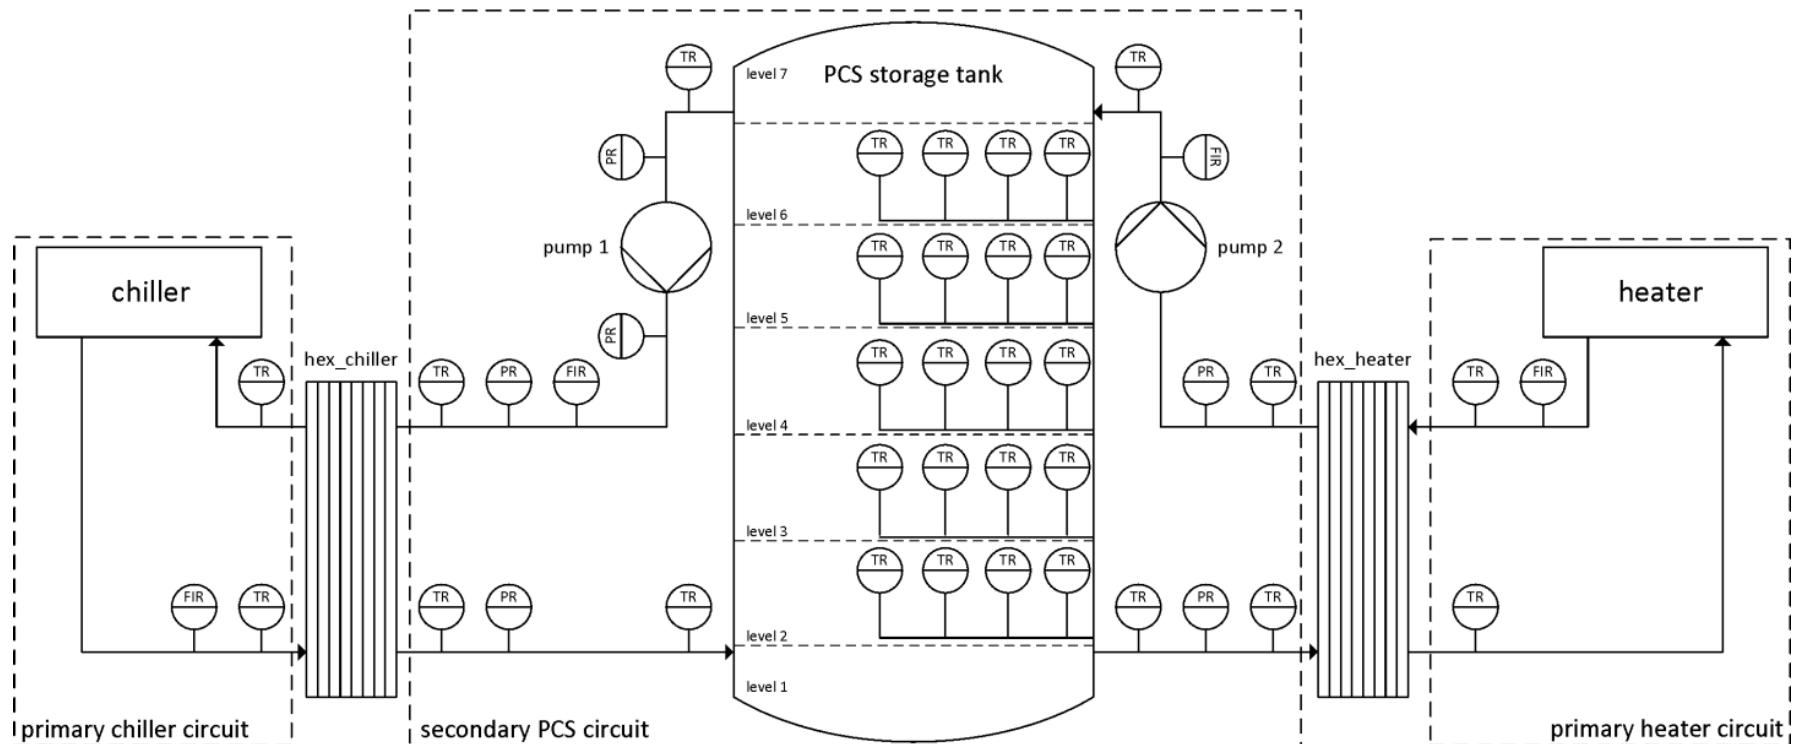 TR
level 7
PCS storage tank
TR
PR
TR
TR
TR
TR
FIR
level 6
pump 1
TR
TR
TR
TR
pump 2
chiller
heater
level 5
PR
hex_chiller
hex_heater
TR
TR
PR
FIR
TR
TR
TR
TR
PR
TR
TR
FIR
level 4
TR
TR
TR
TR
level 3
TR
TR
TR
TR
FIR
TR
TR
PR
TR
TR
PR
TR
TR
level 2
level 1
primary chiller circuit
secondary PCS circuit
primary heater circuit